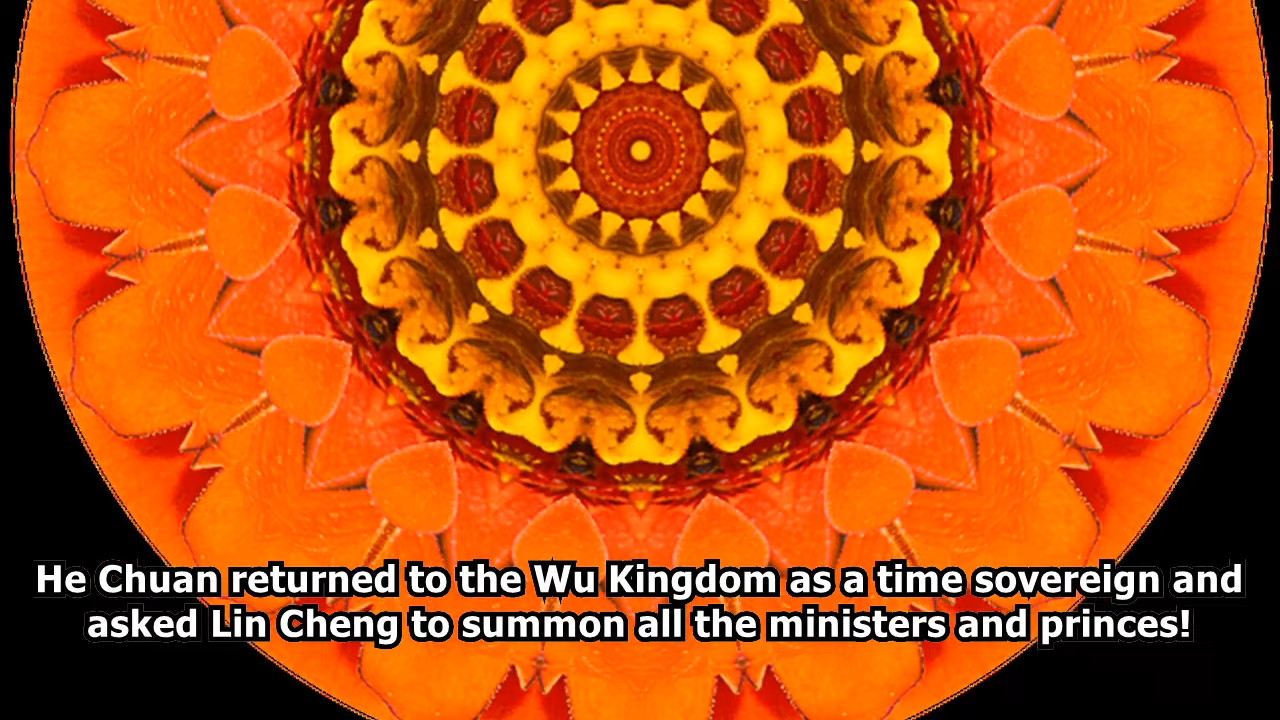 He Chuan returned to the Wu Kingdom as a time sovereign and
asked Lin Cheng to summon all the ministers and princes!